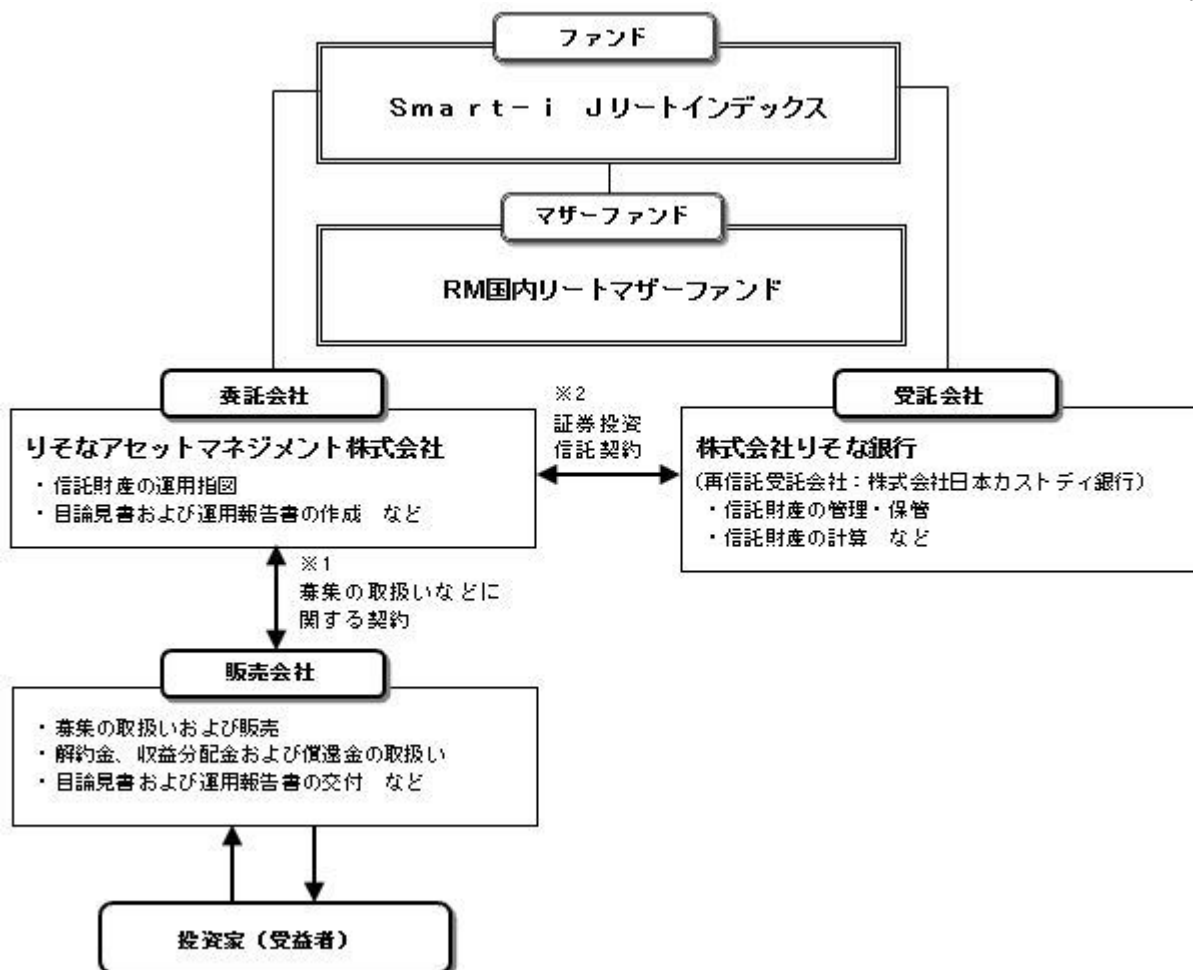 ファンド
Smart-i Jリートインデックス
マザーファンド
RM国内リートマザーファンド
委託会社
りそなアセットマネジメント株式会社
・信託財産の運用指図
・目論見書および運用報告書の作成 など
※2
証券投資
信託契約
受託会社
株式会社りそな銀行
(再信託受託会社:株式会社日本カストディ銀行)
・信託財産の管理・保管
・信託財産の計算 など
※1
募集の取扱いなどに
関する契約
販売会社
・募集の取扱いおよび販売
・解約金、収益分配金および償還金の取扱い
・目論見書および運用報告書の交付 など
投資家(受益者)